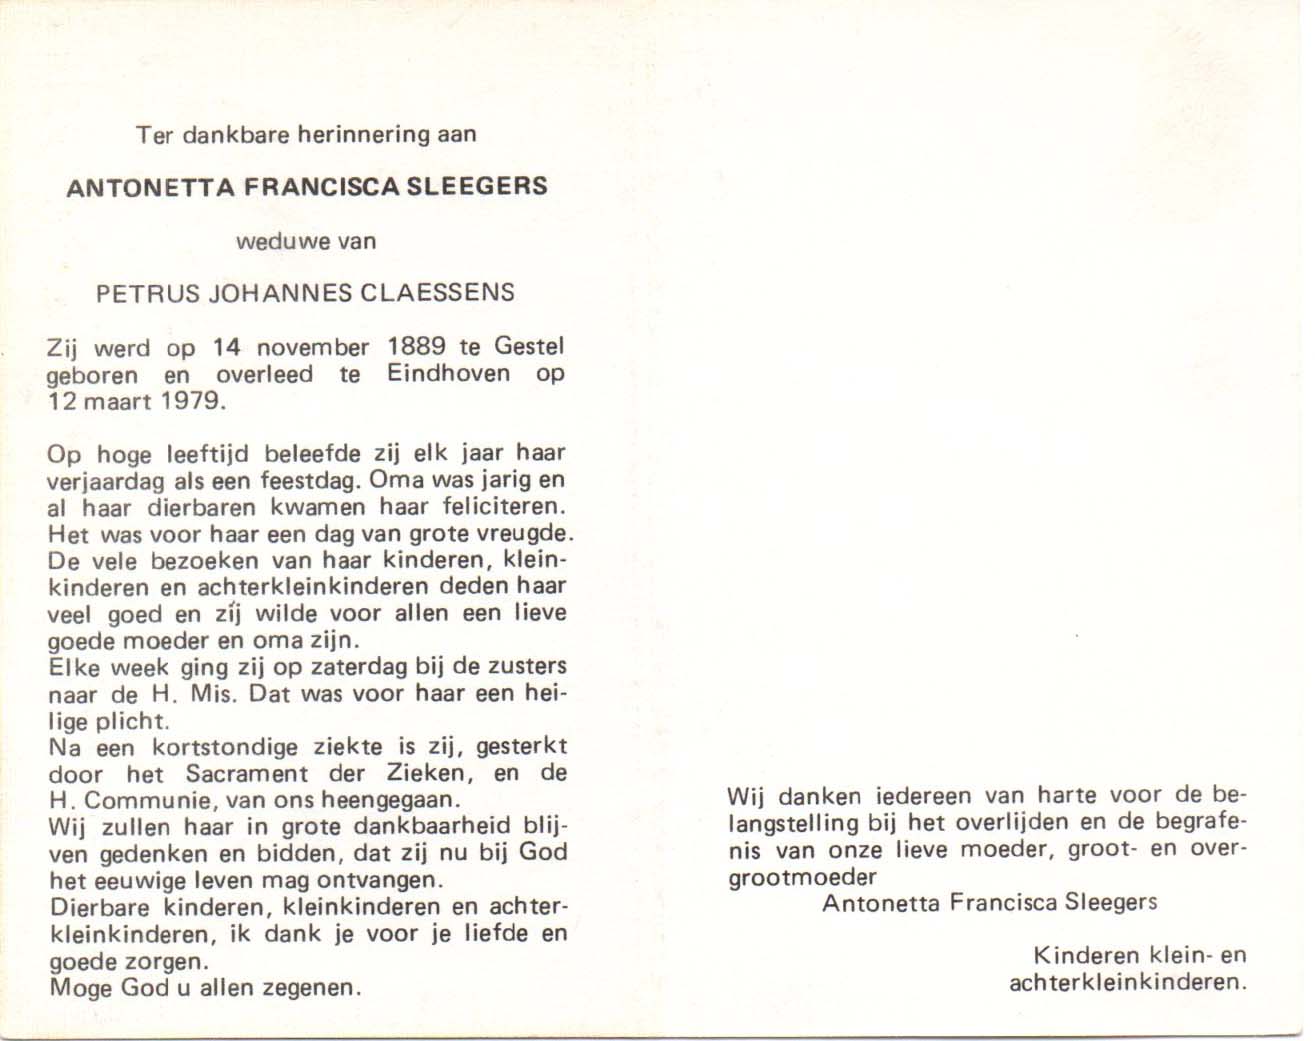 Ter dankbare herinnering aan
ANTONETTA FRANCISCA SLEEGERS
weduwe van
PETRUS JOHANNES CLAESSENS
Zij werd op 14 november 1889 te Gestel
geboren en overleed te Eindhoven op
12 maart 1979.
Op hoge leeftijd beleefde zij elk jaar haar
verjaardag als een feestdag. Oma was jarig en
al haar dierbaren kwamen haar feliciteren.
Het was voor haar een dag van grote vreugde.
De vele bezoeken van haar kinderen, klein-
kinderen en achterkleinkinderen deden haar
veel goed en zij wilde voor allen een lieve
goede moeder en oma zijn.
Elke week ging zij op zaterdag bij de zusters
naar de H. Mis. Dat was voor haar een hei-
lige plicht.
Na een kortstondige ziekte is zij, gesterkt
door het Sacrament der Zieken, en de
H. Communie, van ons heengegaan.
Wij zullen haar in grote dankbaarheid blij-
ven gedenken en bidden, dat zij nu bij God
het eeuwige leven mag ontvangen.
Dierbare kinderen, kleinkinderen en achter-
kleinkinderen, ik dank je voor je liefde en
goede zorgen.
Moge God u allen zegenen.
Wij danken iedereen van harte voor de be-
langstelling bij het overlijden en de begrafe-
nis van onze lieve moeder, groot- en over-
grootmoeder
Antonetta Francisca Sleegers
Kinderen klein- en
achterkleinkinderen.